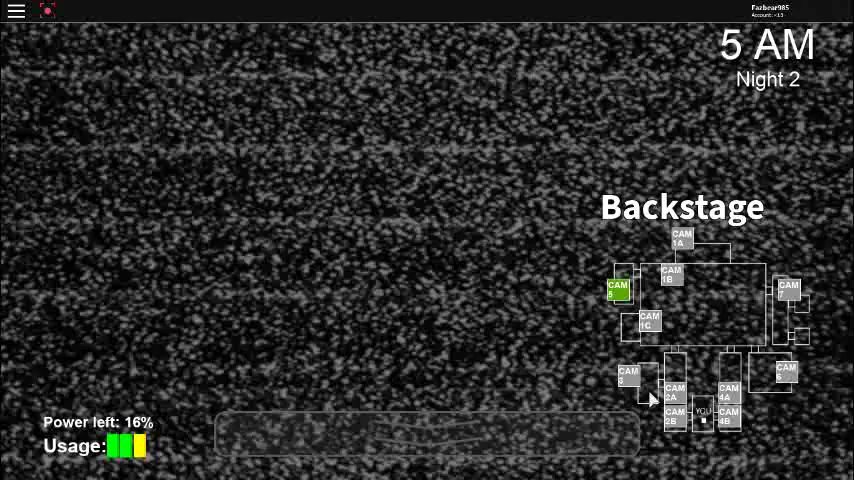 Fazbear985
5 AM
Night 2
Backstage
CAM 1A
CAM 1B
CAM 5
CAM 7
CAM 1C
CAM 3
CAM 6
CAM 2A
CAM 4A
CAM 2B
YOU
CAM 4B
Power left: 16%
Usage: